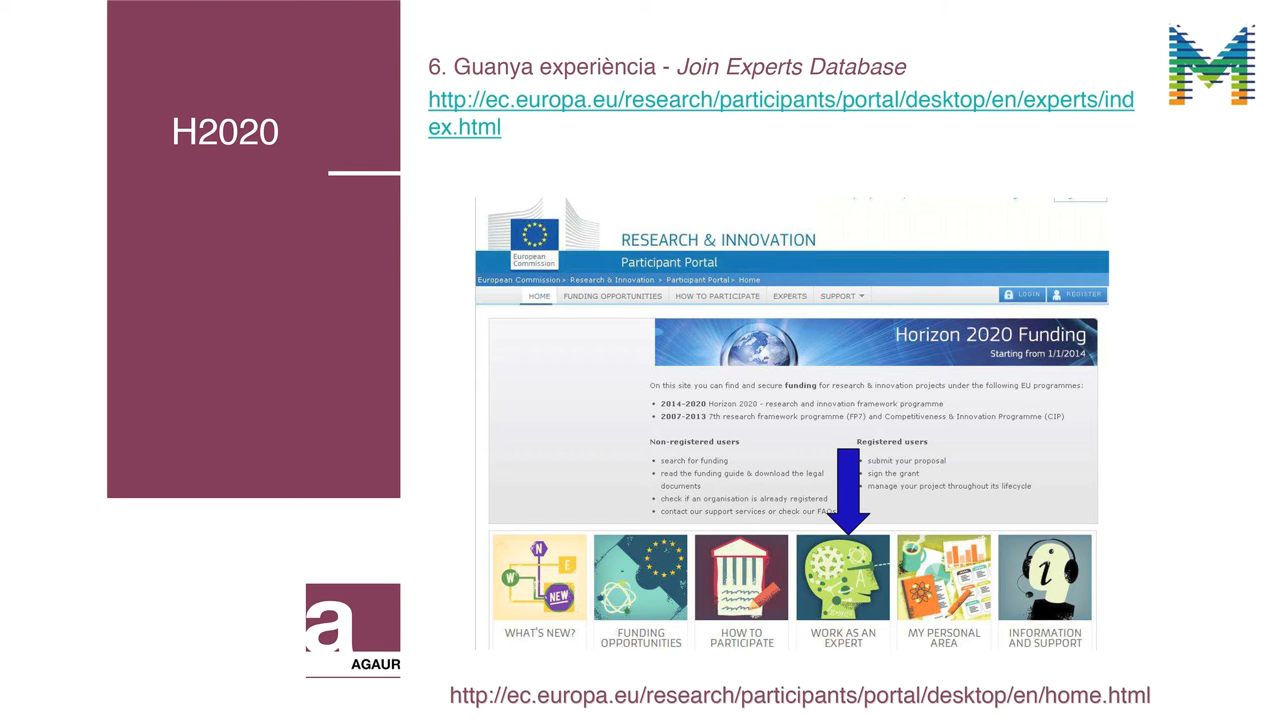 H2020
6. Guanya experiència - Join Experts Database
http://ec.europa.eu/research/participants/portal/desktop/en/experts/ind
ex.html
European
Commission
RESEARCH & INNOVATION
Participant Portal
European Commission > Research & Innovation > Participant Portal > Home
HOME FUNDING OPPORTUNITIES HOW TO PARTICIPATE EXPERTS SUPPORT LOGIN REGISTER
Horizon 2020 Funding
Starting from 1/1/2014
On this site you can find and secure funding for research & innovation projects under the following EU programmes:
• 2014-2020 Horizon 2020 - research and innovation framework programme
• 2007-2013 7th research framework programme (FP7) and Competitiveness & Innovation Programme (CIP)
Non-registered users
• search for funding
• read the funding guide & download the legal
documents
• check if an organisation is already registered
• contact our support services or check our FAQs
Registered users
• submit your proposal
• sign the grant
• manage your project throughout its lifecycle
N
E
W
NEW
A
i
WHAT'S NEW?
FUNDING
OPPORTUNITIES
HOW TO
PARTICIPATE
WORK AS AN
EXPERT
MY PERSONAL
AREA
INFORMATION
AND SUPPORT
a
AGAUR
M
http://ec.europa.eu/research/participants/portal/desktop/en/home.html